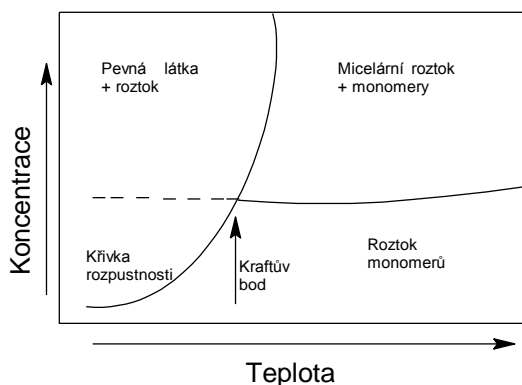 Pevná látka
+ roztok
Micelární roztok
+ monomery
Koncentrace
Křivka
rozpustnosti
Kraftův
bod
Roztok
monomerů
Teplota